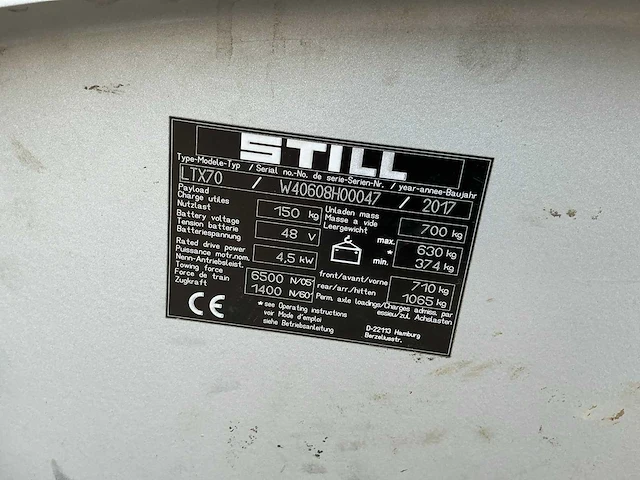 STILL
Type-Modele-Typ / Serial no.-No. de serie-Serien-Nr. / year-annee-Baujahr
LTX70 / W40608H00047 / 2017
Payload
Charge utiles
Nutzlast
150 kg
Unladen mass
Masse a vide
Leergewicht
700 kg
Battery voltage
Tension batterie
Batteriespannung
48 V
max. 630 kg
*
min. 374 kg
Rated drive power
Puissance motr.nom.
Nenn-Antriebsleist.
4,5 kW
Towing force
Force de train
Zugkraft
6500 N/05'
1400 N/60'
front/avant/vorne 710 kg
rear/arr./hitten 1065 kg
Perm. axle loadings/Charges admiss. par
essieu/zul. Achslasten
CE
* see Operating instructions
voir Mode d'emploi
siehe Betriebsanleitung
D-22113 Hamburg
Berzeliusstr.